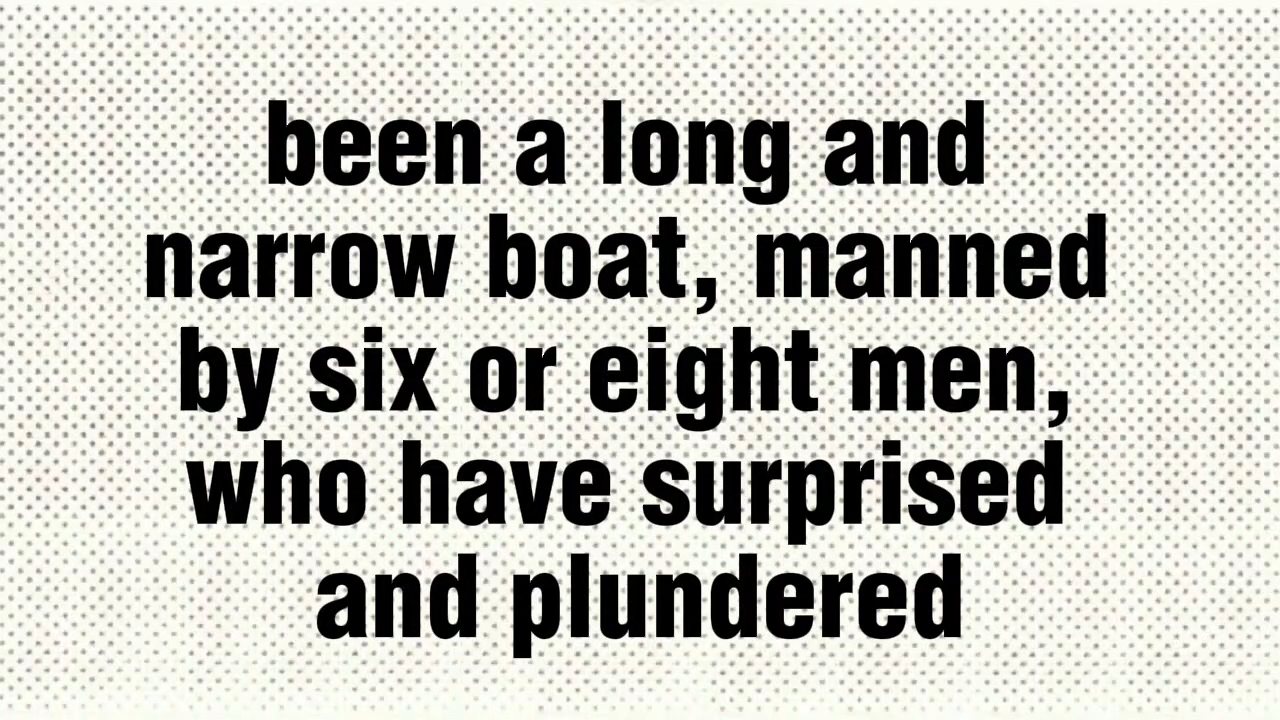 been a long and
narrow boat, manned
by six or eight men,
who have surprised
and plundered